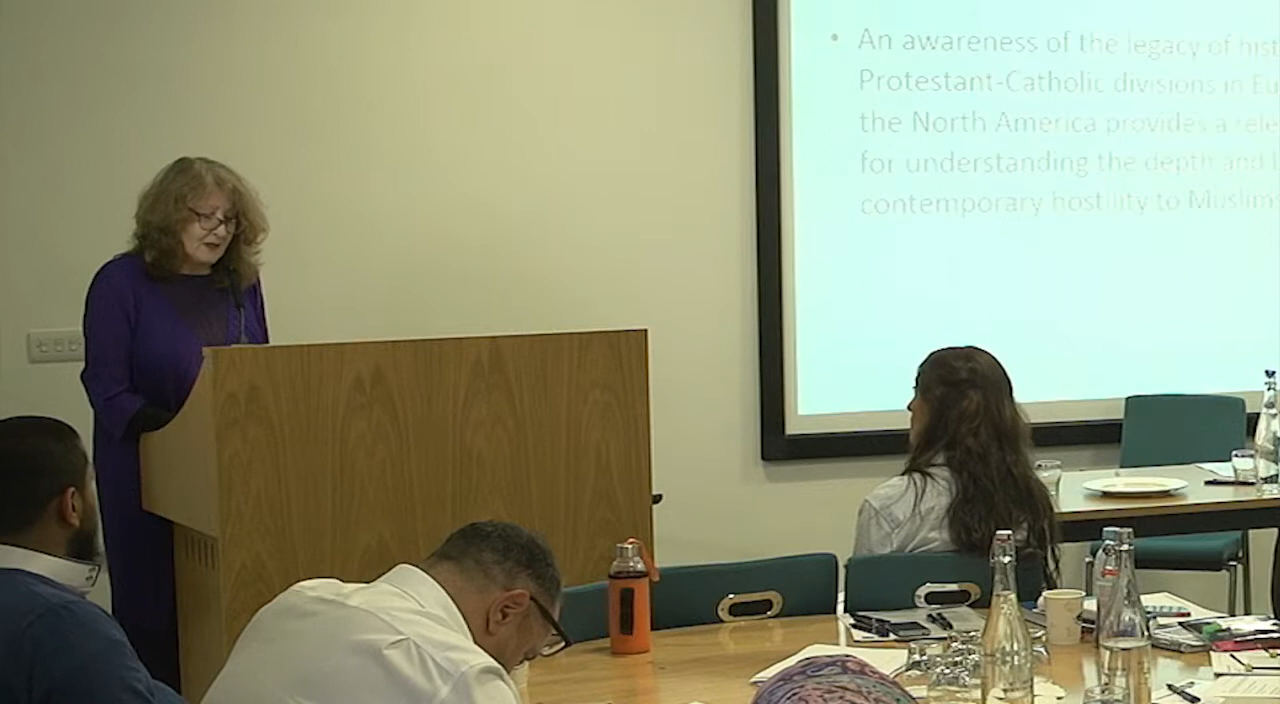 • An awareness of the legacy of hist
Protestant-Catholic divisions in Eu
the North America provides a rele
for understanding the depth and
contemporary hostility to Muslims